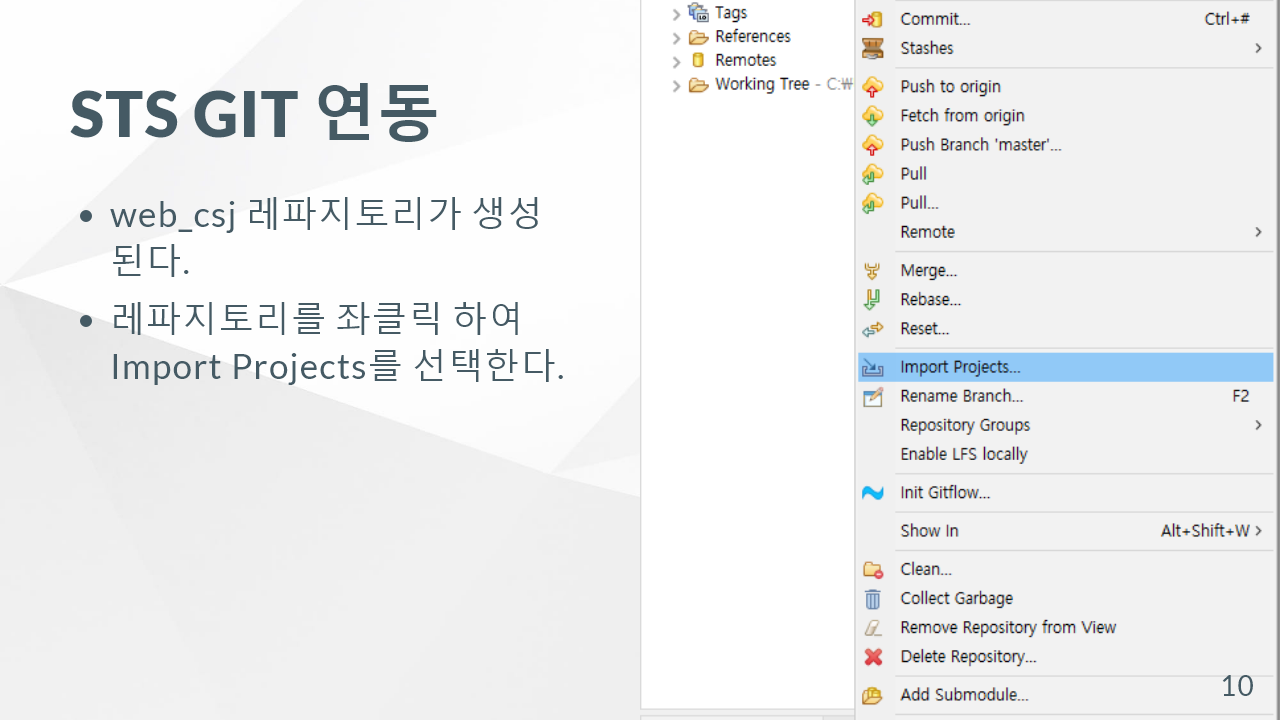 STS GIT 연동
web_csj 레파지토리가 생성
된다.
레파지토리를 좌클릭 하여
Import Projects를 선택한다.
Tags
References
Remotes
Working Tree - C:₩
Commit... Ctrl+#
Stashes
Push to origin
Fetch from origin
Push Branch 'master'...
Pull
Pull...
Remote
Merge...
Rebase...
Reset...
Import Projects...
Rename Branch... F2
Repository Groups
Enable LFS locally
Init Gitflow...
Show In Alt+Shift+W
Clean...
Collect Garbage
Remove Repository from View
Delete Repository...
Add Submodule...
10